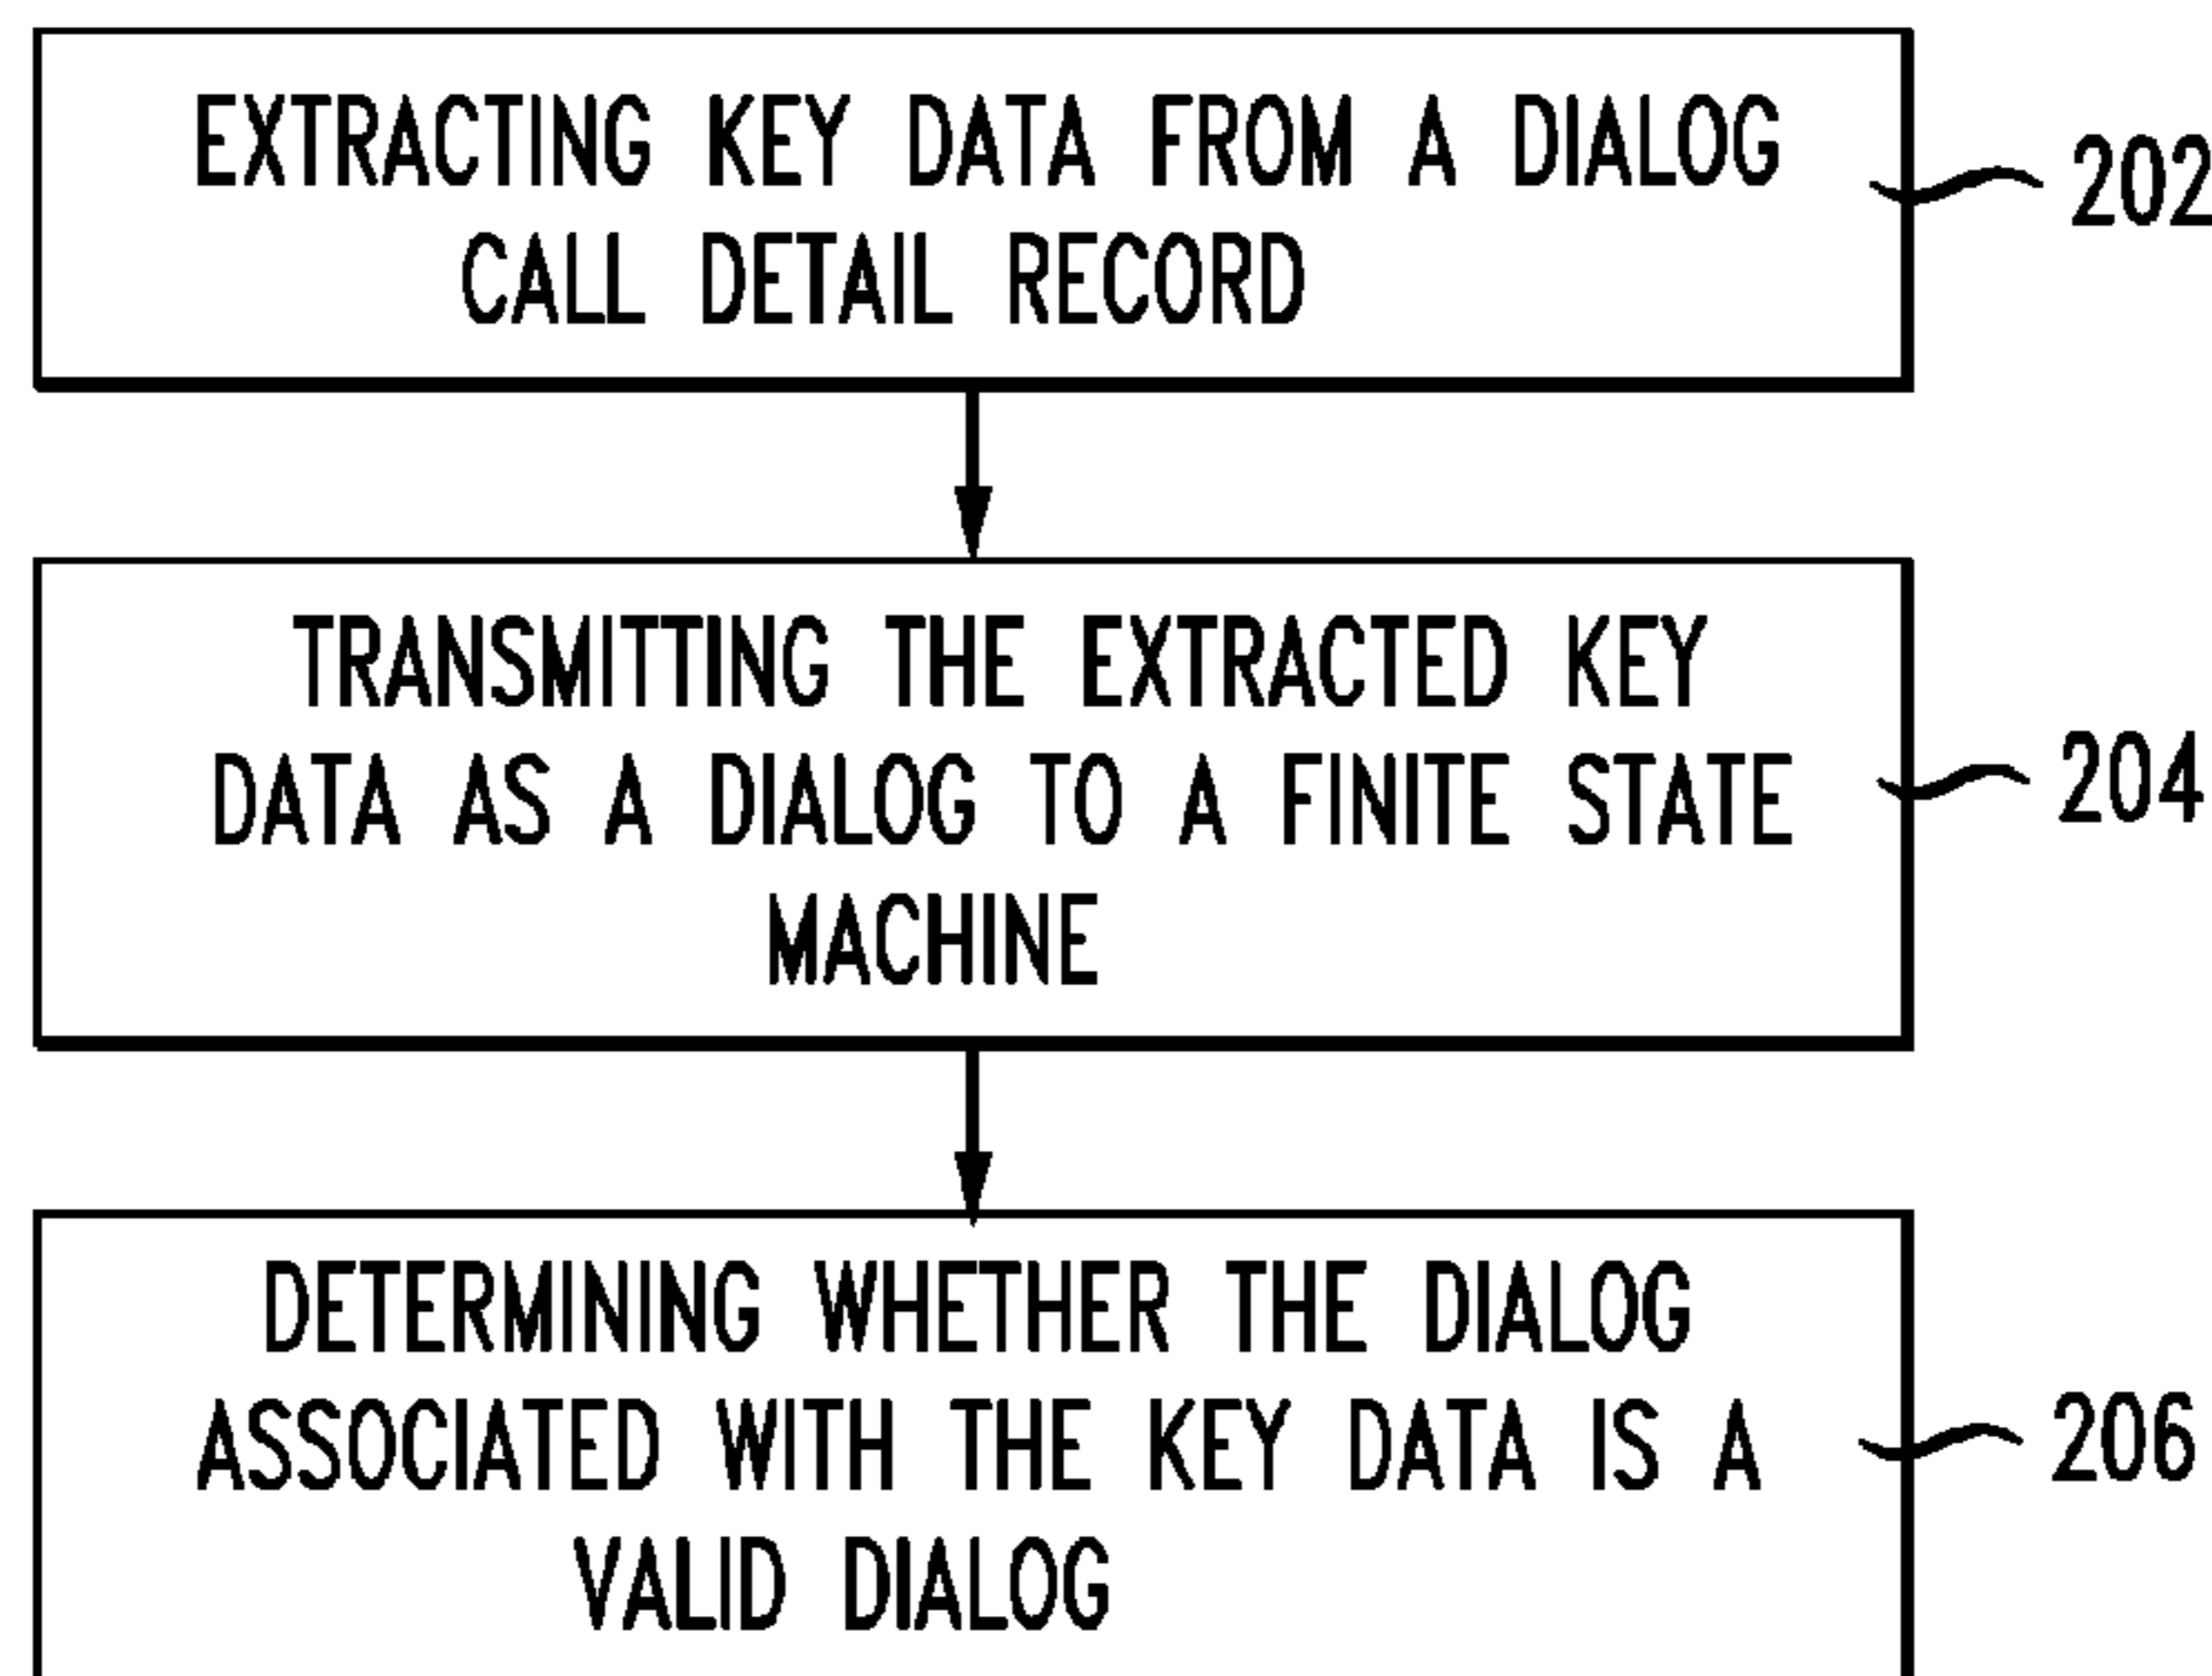 EXTRACTING KEY DATA FROM A DIALOG
CALL DETAIL RECORD
202
TRANSMITTING THE EXTRACTED KEY
DATA AS A DIALOG TO A FINITE STATE
MACHINE
204
DETERMINING WHETHER THE DIALOG
ASSOCIATED WITH THE KEY DATA IS A
VALID DIALOG
206